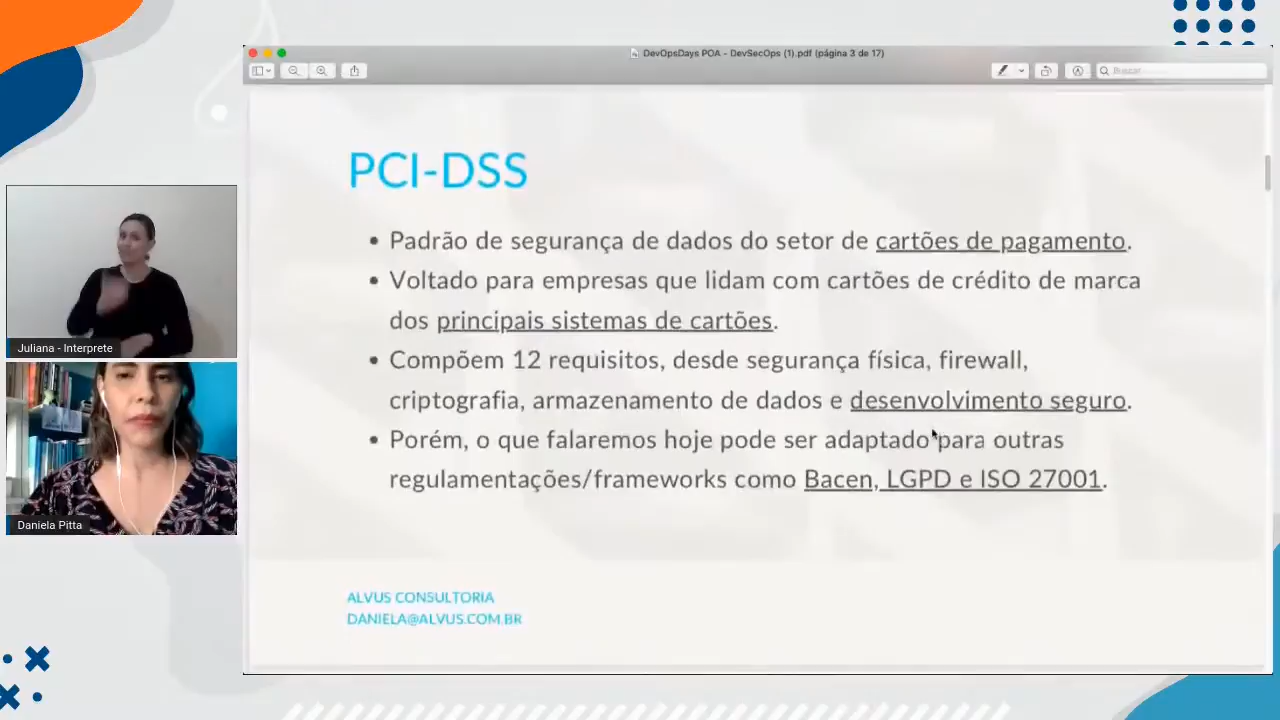 DevOpsDays POA - DevSecOps (1).pdf (página 3 de 17)
Buscar
PCI-DSS
• Padrão de segurança de dados do setor de cartões de pagamento.
• Voltado para empresas que lidam com cartões de crédito de marca
dos principais sistemas de cartões.
• Compõem 12 requisitos, desde segurança física, firewall,
criptografia, armazenamento de dados e desenvolvimento seguro.
• Porém, o que falaremos hoje pode ser adaptado para outras
regulamentações/frameworks como Bacen, LGPD e ISO 27001.
ALVUS CONSULTORIA
DANIELA@ALVUS.COM.BR
Juliana - Interprete
Daniela Pitta